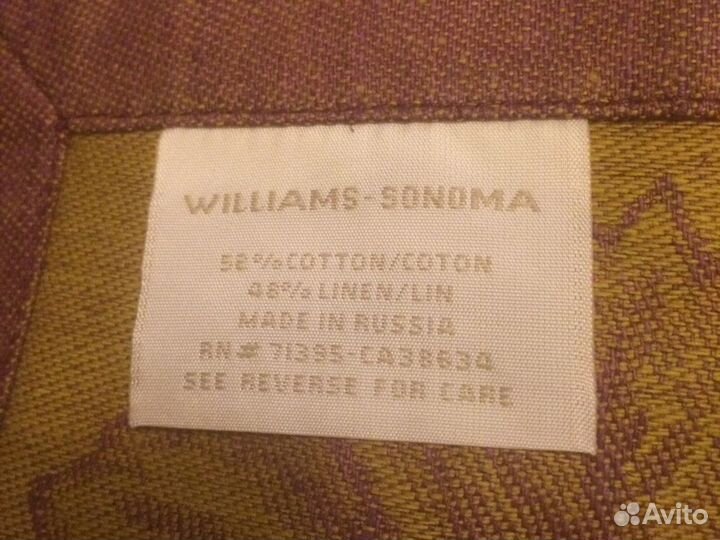 WILLIAMS-SONOMA
52% COTTON/COTON
48% LINEN/LIN
MADE IN RUSSIA
RN# 71395-CA38634
SEE REVERSE FOR CARE
Avito